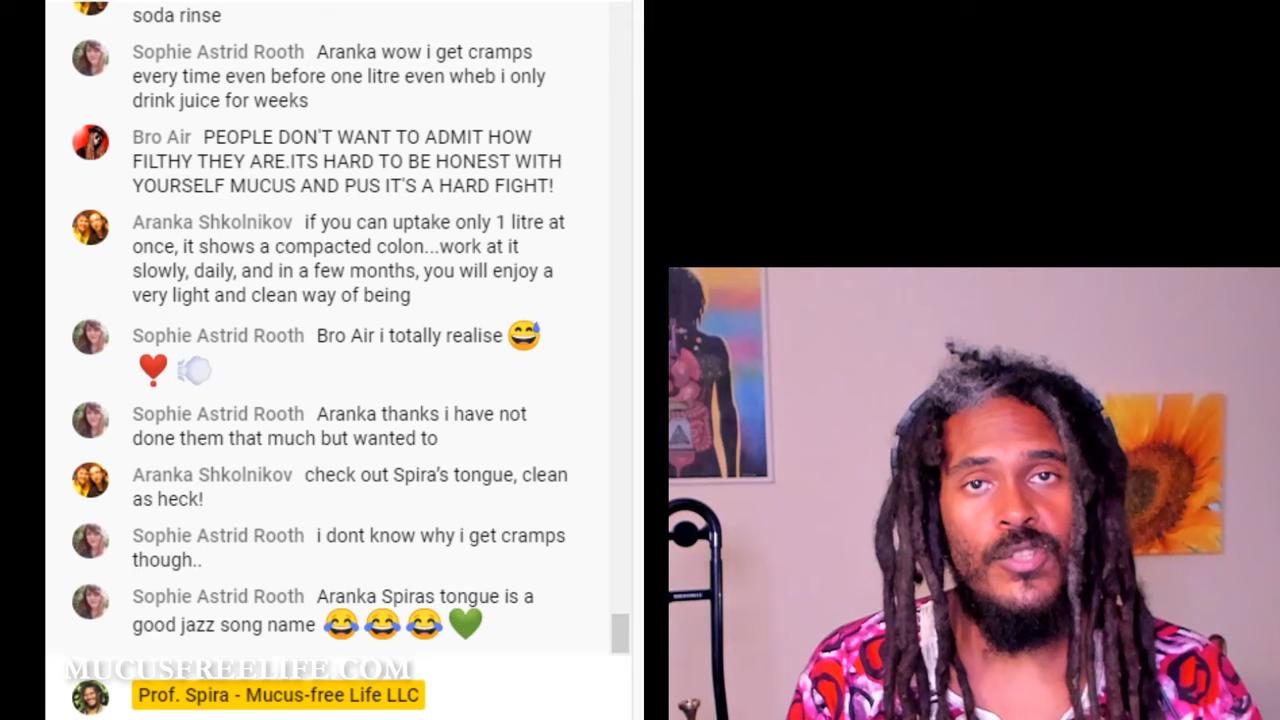 soda rinse
Sophie Astrid Rooth Aranka wow i get cramps
every time even before one litre even wheb i only
drink juice for weeks
Bro Air PEOPLE DON'T WANT TO ADMIT HOW
FILTHY THEY ARE.ITS HARD TO BE HONEST WITH
YOURSELF MUCUS AND PUS IT'S A HARD FIGHT!
Aranka Shkolnikov if you can uptake only 1 litre at
once, it shows a compacted colon...work at it
slowly, daily, and in a few months, you will enjoy a
very light and clean way of being
Sophie Astrid Rooth Bro Air i totally realise 😅
❣️💨
Sophie Astrid Rooth Aranka thanks i have not
done them that much but wanted to
Aranka Shkolnikov check out Spira's tongue, clean
as heck!
Sophie Astrid Rooth i dont know why i get cramps
though..
Sophie Astrid Rooth Aranka Spiras tongue is a
good jazz song name 😂😂😂💚
MUCUSFREELIFE.COM
Prof. Spira - Mucus-free Life LLC